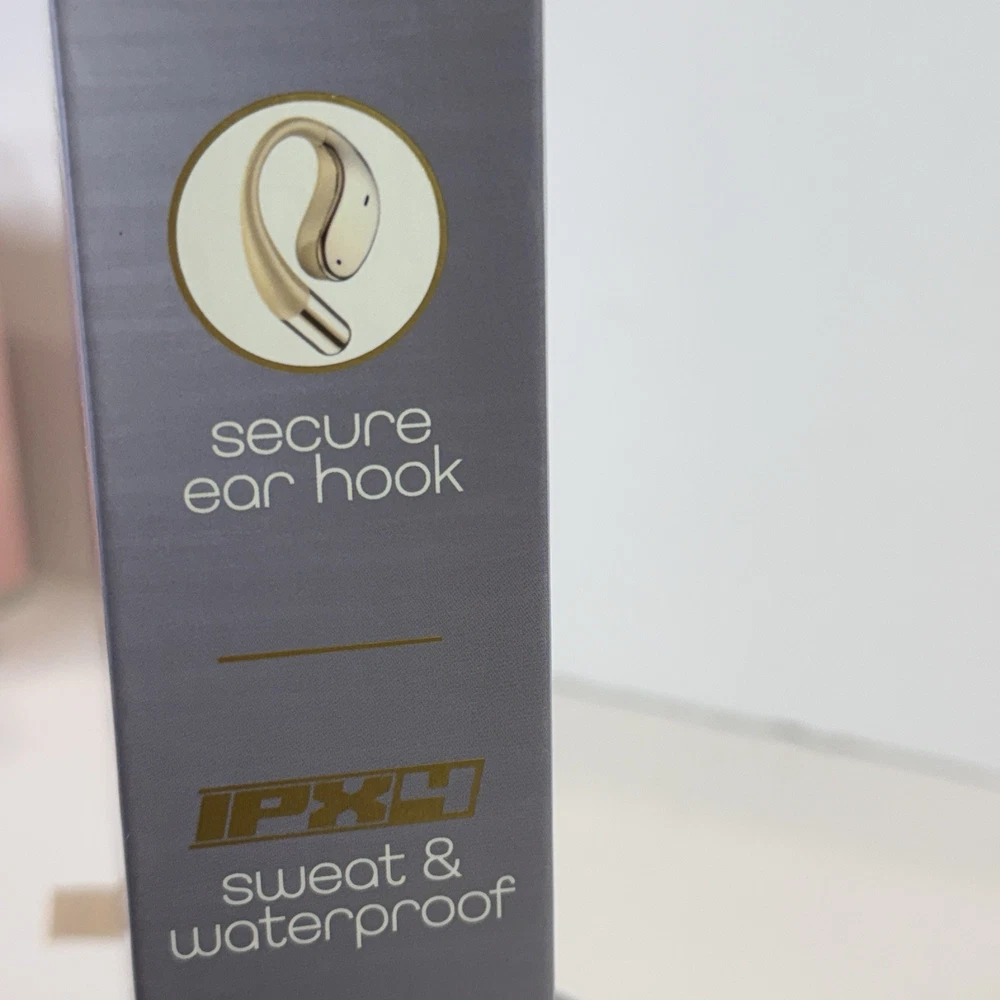 secure
ear hook
IPX4
sweat &
waterproof